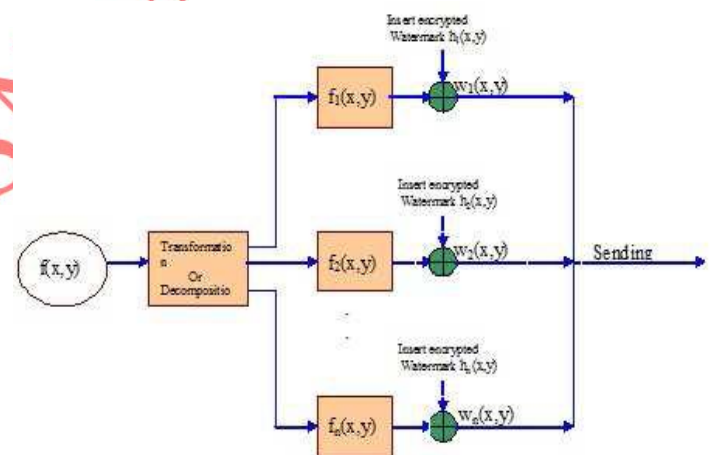 Insert encrypted
Watermark h₁(x,y)
f₁(x,y)
w₁(x,y)
Insert encrypted
Watermark h₂(x,y)
f(x,y)
Transformatio
n
Or
Decompositio
f₂(x,y)
w₂(x,y)
Sending
.
.
Insert encrypted
Watermark hₙ(x,y)
fₙ(x,y)
wₙ(x,y)